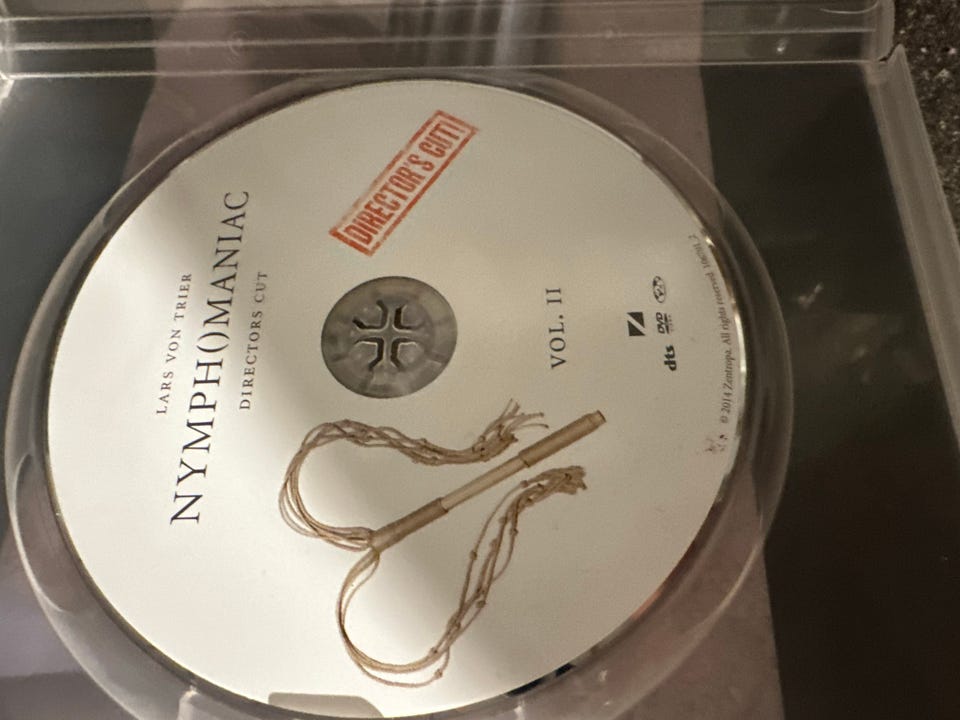 LARS VON TRIER
NYMPH()MANIAC
DIRECTORS CUT
DIRECTOR'S CUT!
VOL. II
dts DVD
© 2014 Zentropa. All rights reserved.